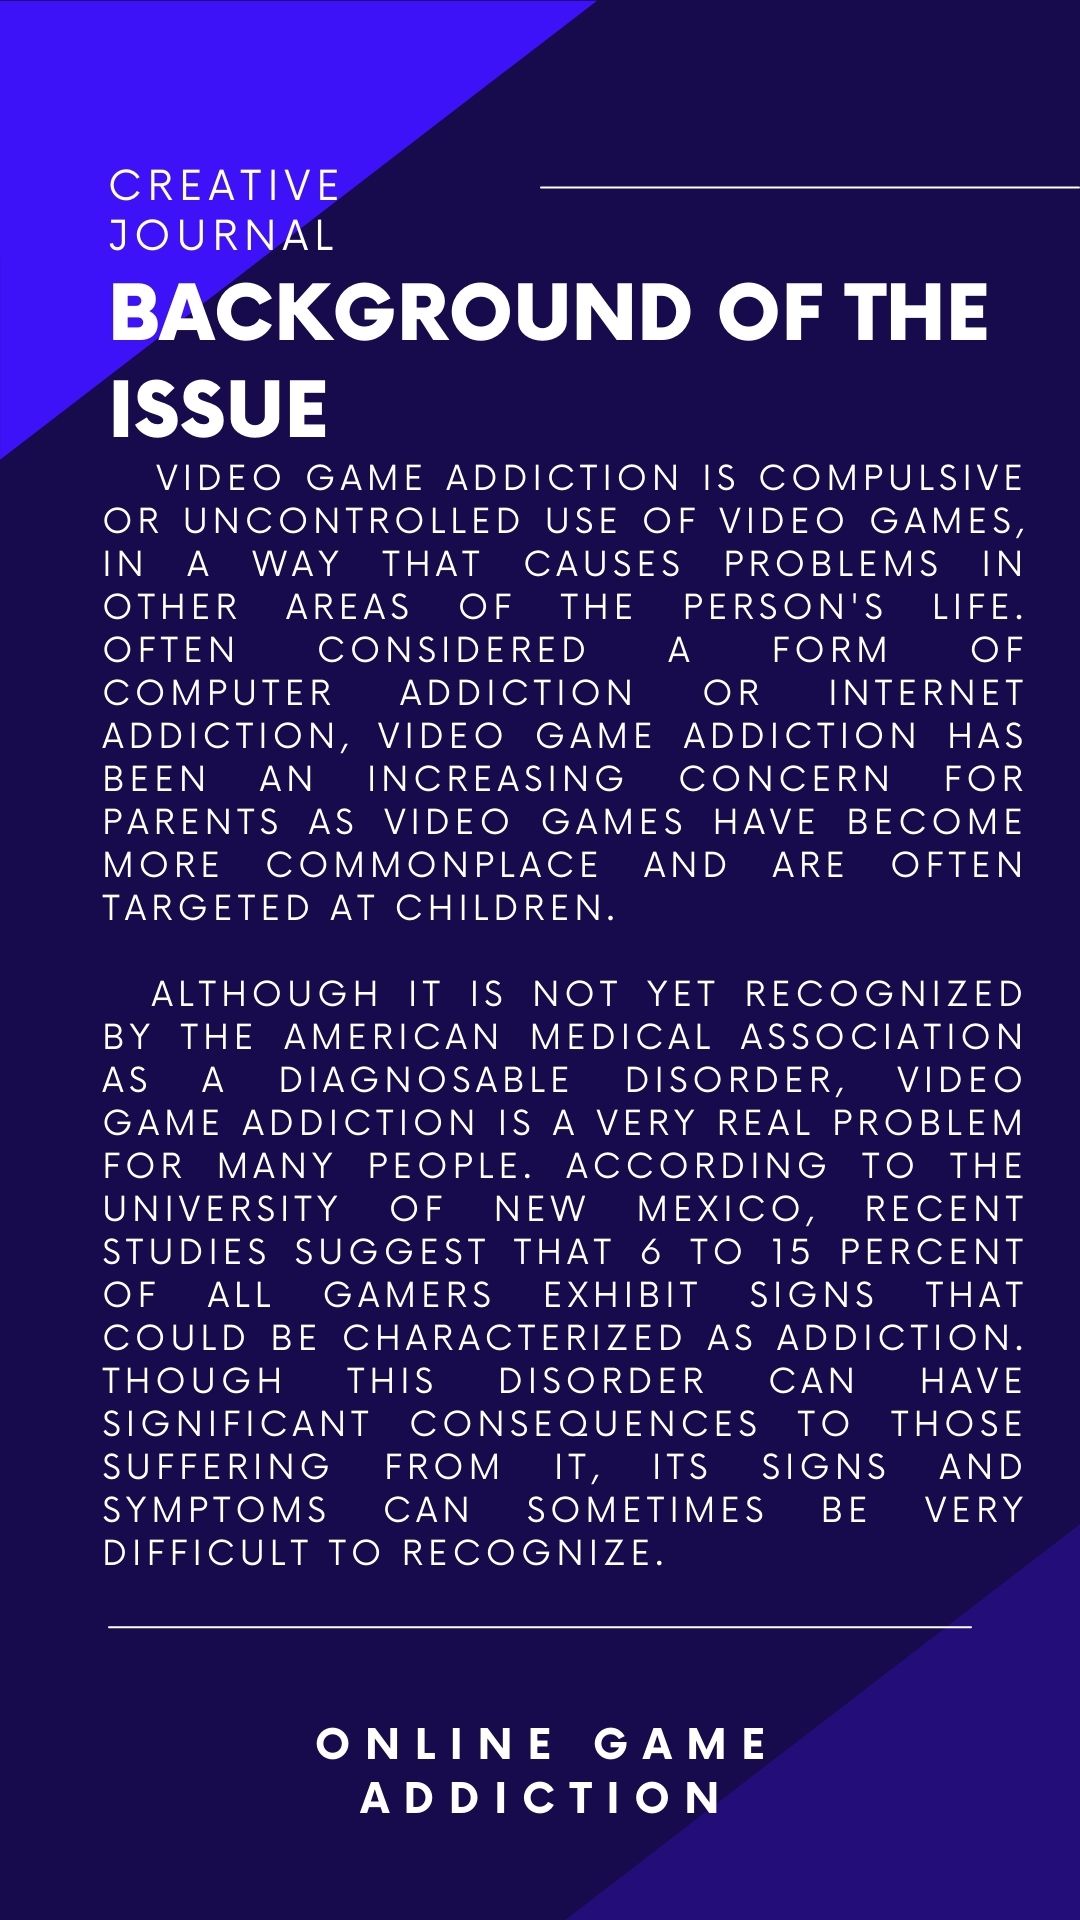 CREATIVE
JOURNAL
BACKGROUND OF THE
ISSUE
VIDEO GAME ADDICTION IS COMPULSIVE
OR UNCONTROLLED USE OF VIDEO GAMES,
IN A WAY THAT CAUSES PROBLEMS IN
OTHER AREAS OF THE PERSON'S LIFE.
OFTEN CONSIDERED A FORM OF
COMPUTER ADDICTION OR INTERNET
ADDICTION, VIDEO GAME ADDICTION HAS
BEEN AN INCREASING CONCERN FOR
PARENTS AS VIDEO GAMES HAVE BECOME
MORE COMMONPLACE AND ARE OFTEN
TARGETED AT CHILDREN.
ALTHOUGH IT IS NOT YET RECOGNIZED
BY THE AMERICAN MEDICAL ASSOCIATION
AS A DIAGNOSABLE DISORDER, VIDEO
GAME ADDICTION IS A VERY REAL PROBLEM
FOR MANY PEOPLE. ACCORDING TO THE
UNIVERSITY OF NEW MEXICO, RECENT
STUDIES SUGGEST THAT 6 TO 15 PERCENT
OF ALL GAMERS EXHIBIT SIGNS THAT
COULD BE CHARACTERIZED AS ADDICTION.
THOUGH THIS DISORDER CAN HAVE
SIGNIFICANT CONSEQUENCES TO THOSE
SUFFERING FROM IT, ITS SIGNS AND
SYMPTOMS CAN SOMETIMES BE VERY
DIFFICULT TO RECOGNIZE.
ONLINE GAME
ADDICTION